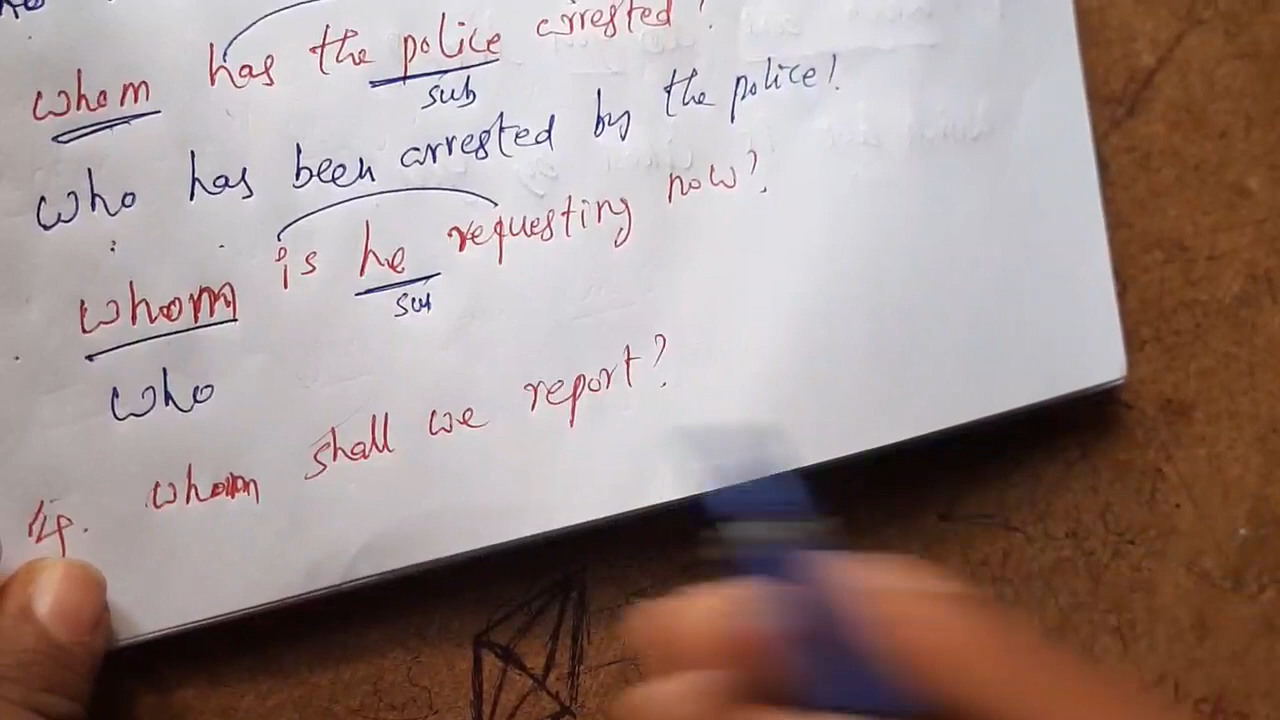 whom has the police arrested?
sub
who has been arrested by the police!
whom is he requesting now?
sub
who
4. whom shall we report?